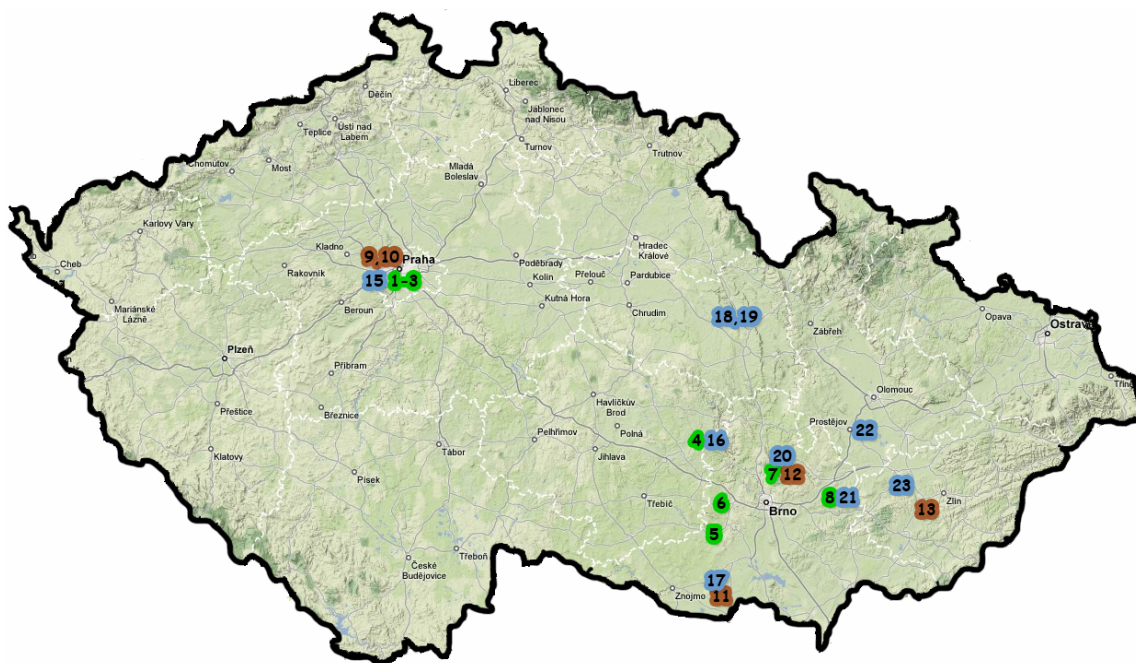 Liberec
Děčín
Jablonec
nad Nisou
Teplice
Ústí nad
Labem
Turnov
Trutnov
Chomutov
Most
Mladá
Boleslav
Karlovy Vary
Hradec
Králové
Kladno
9,10
Praha
Poděbrady
Cheb
Rakovník
15
1-3
Kolín
Přelouč
Pardubice
Mariánské
Lázně
Beroun
Kutná Hora
Chrudim
18,19
Opava
Zábřeh
Ostrava
Plzeň
Příbram
Olomouc
Přeštice
Březnice
Havlíčkův
Brod
Prostějov
22
Polná
Pelhřimov
4
16
Klatovy
Tábor
Jihlava
20
Písek
7
12
23
Třebíč
6
Brno
8
21
Zlín
13
5
Třeboň
České
Budějovice
17
Znojmo
11